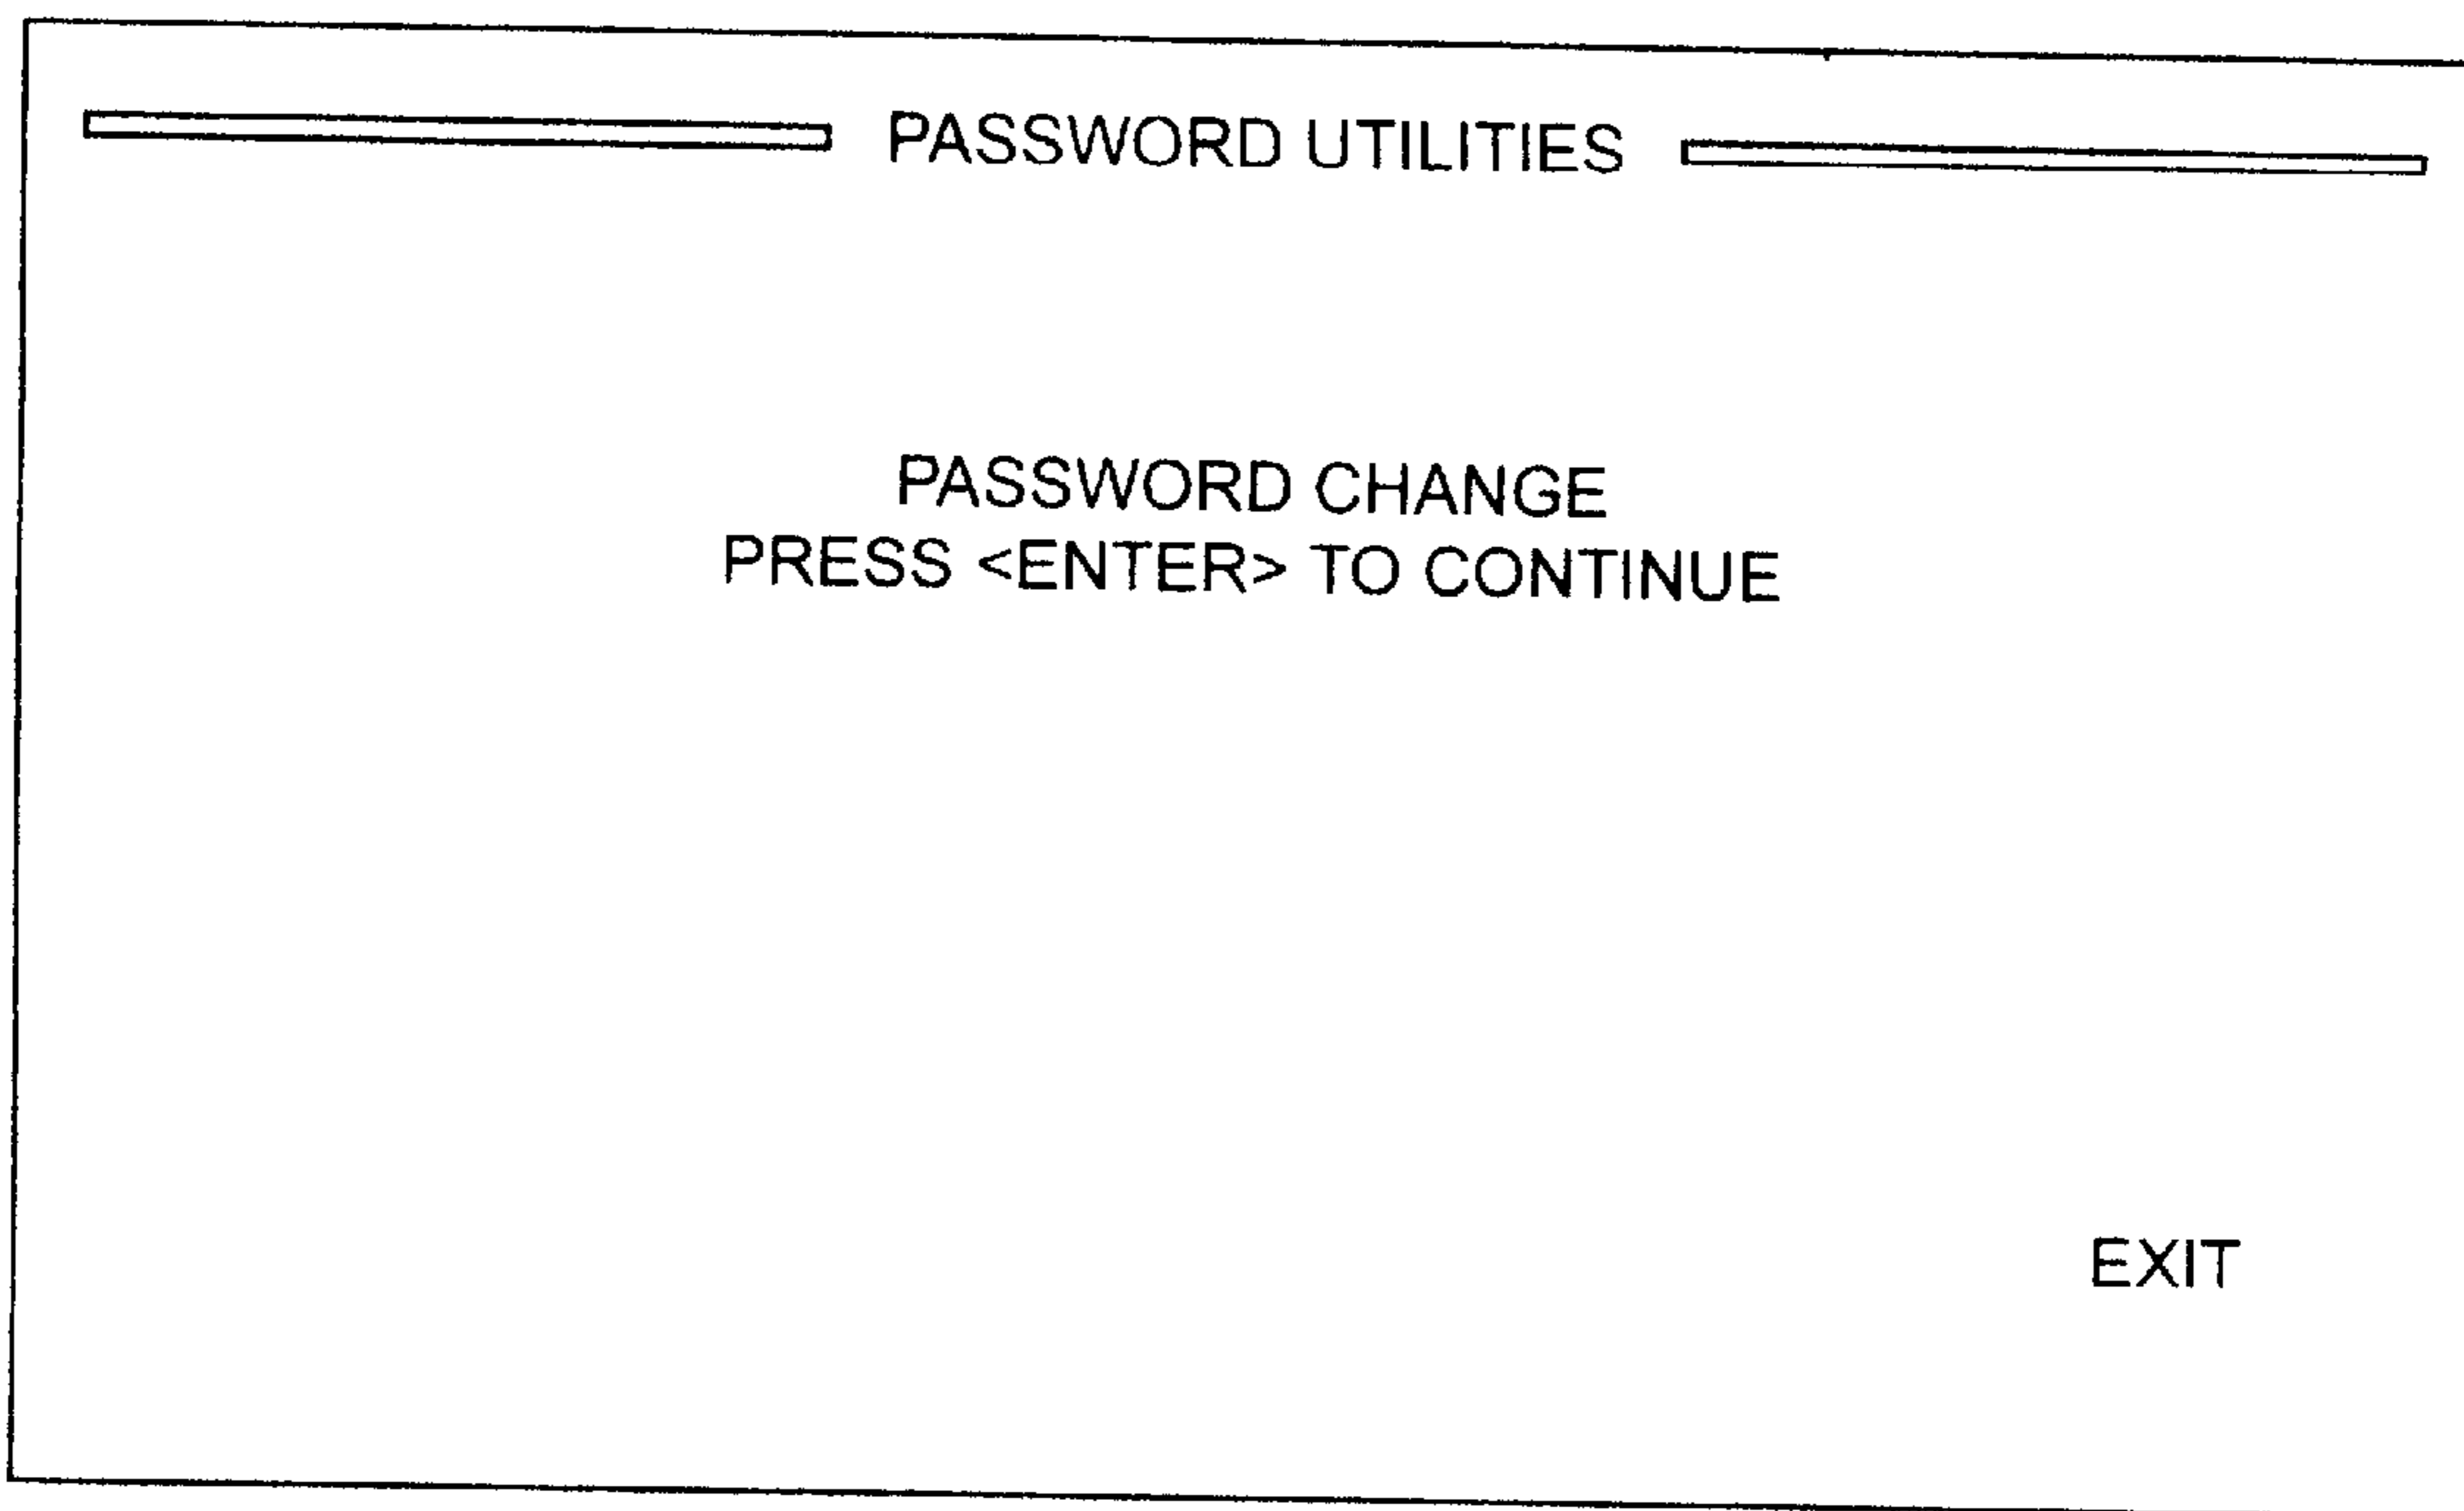 PASSWORD UTILITIES
PASSWORD CHANGE
PRESS <ENTER> TO CONTINUE
EXIT